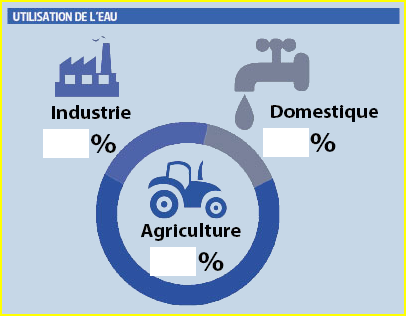 UTILISATION DE L'EAU
Industrie
%
Domestique
%
Agriculture
%